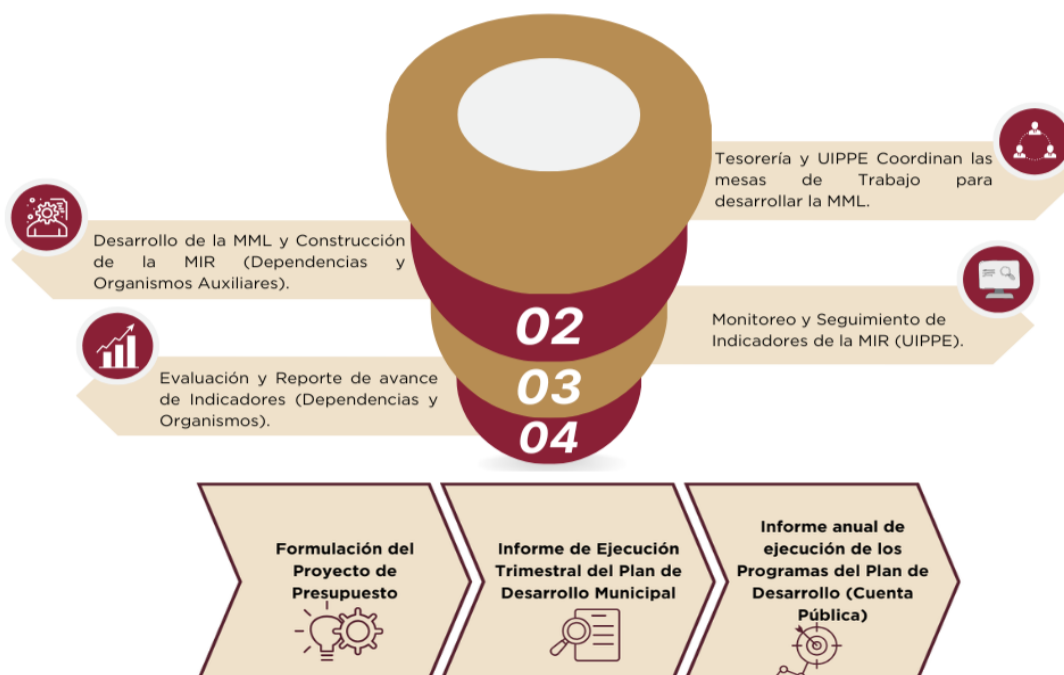 Tesorería y UIPPE Coordinan las
mesas de Trabajo para
desarrollar la MML.
Desarrollo de la MML y Construcción
de la MIR (Dependencias y
Organismos Auxiliares).
02
Monitoreo y Seguimiento de
Indicadores de la MIR (UIPPE).
03
Evaluación y Reporte de avance
de Indicadores (Dependencias y
Organismos).
04
Formulación del
Proyecto de
Presupuesto
Informe de Ejecución
Trimestral del Plan de
Desarrollo Municipal
Informe anual de
ejecución de los
Programas del Plan de
Desarrollo (Cuenta
Pública)